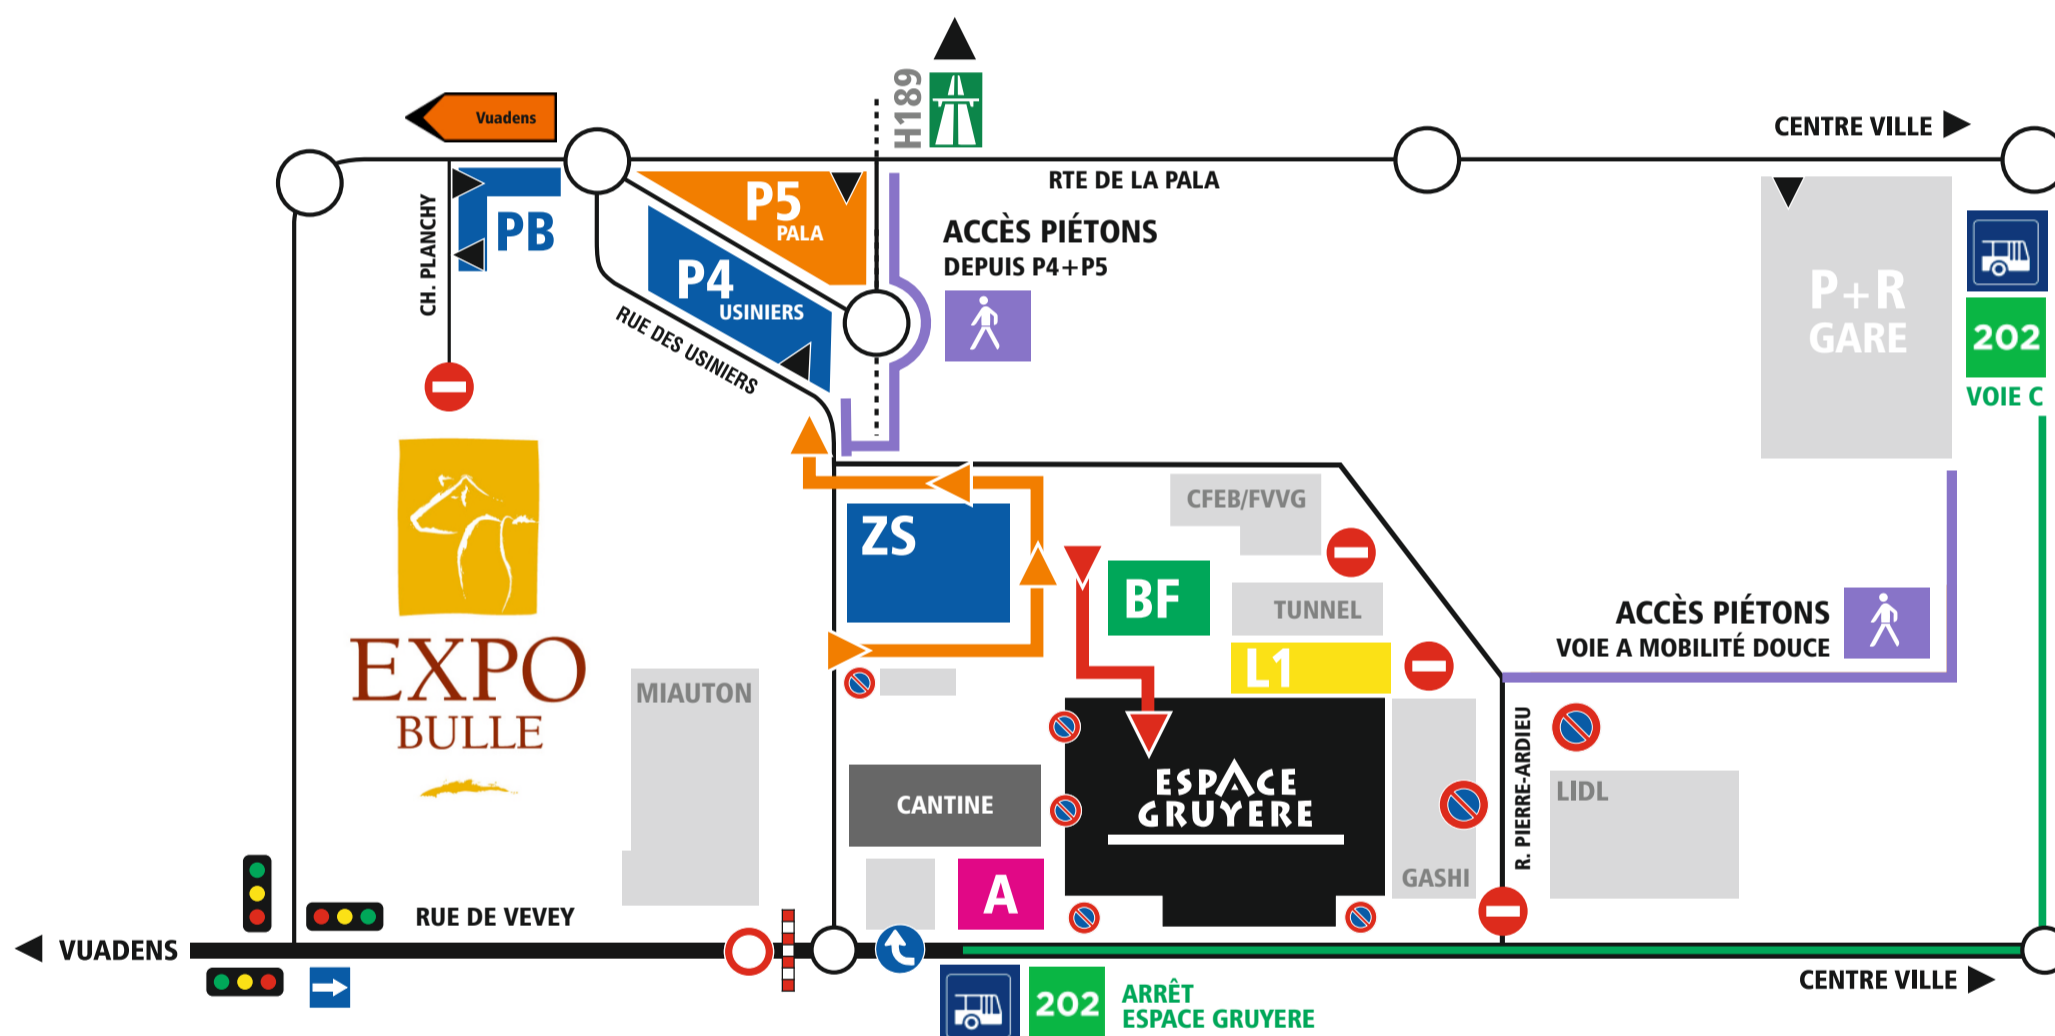 H189
Vuadens
CENTRE VILLE
RTE DE LA PALA
P5
PALA
CH. PLANCHY
PB
ACCÈS PIÉTONS
DEPUIS P4+P5
P4
USINIERS
RUE DES USINIERS
P+R
GARE
202
VOIE C
CFEB/FVVG
ZS
BF
TUNNEL
ACCÈS PIÉTONS
VOIE A MOBILITÉ DOUCE
L1
EXPO
BULLE
MIAUTON
R. PIERRE-ARDIEU
ESPACE
GRUYERE
LIDL
CANTINE
GASHI
A
RUE DE VEVEY
VUADENS
CENTRE VILLE
202
ARRÊT
ESPACE GRUYERE